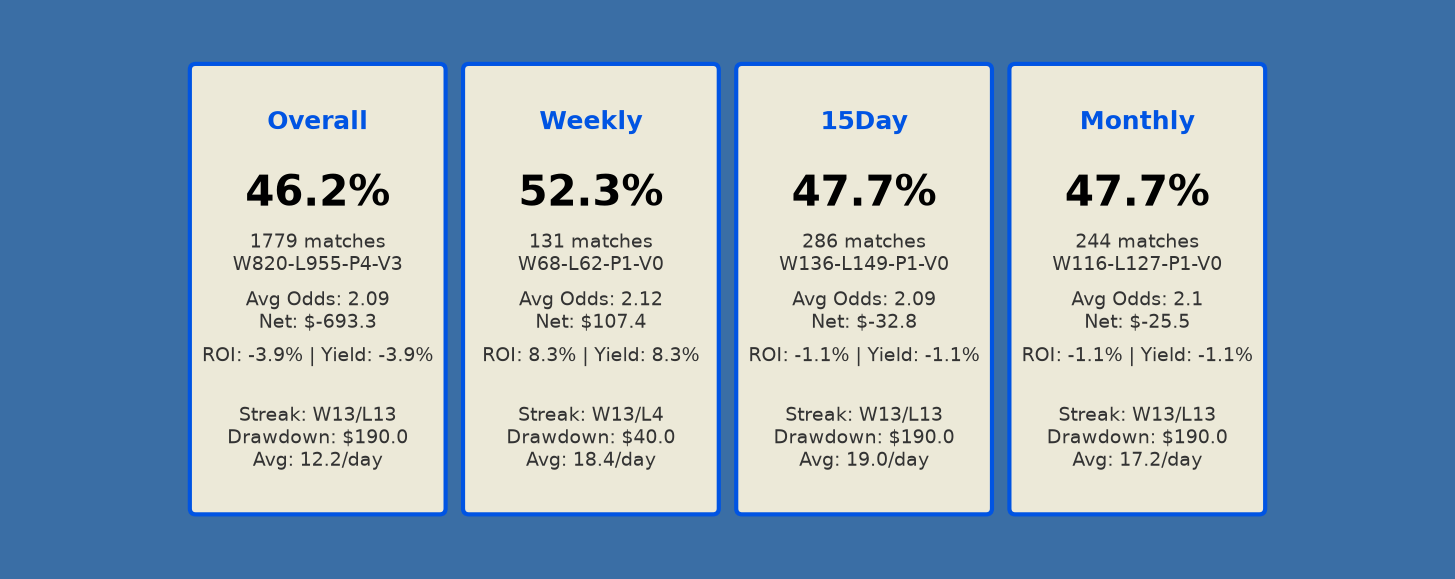 Overall
46.2%
1779 matches
W820-L955-P4-V3
Avg Odds: 2.09
Net: $-693.3
ROI: -3.9% | Yield: -3.9%
Streak: W13/L13
Drawdown: $190.0
Avg: 12.2/day
Weekly
52.3%
131 matches
W68-L62-P1-V0
Avg Odds: 2.12
Net: $107.4
ROI: 8.3% | Yield: 8.3%
Streak: W13/L4
Drawdown: $40.0
Avg: 18.4/day
15Day
47.7%
286 matches
W136-L149-P1-V0
Avg Odds: 2.09
Net: $-32.8
ROI: -1.1% | Yield: -1.1%
Streak: W13/L13
Drawdown: $190.0
Avg: 19.0/day
Monthly
47.7%
244 matches
W116-L127-P1-V0
Avg Odds: 2.1
Net: $-25.5
ROI: -1.1% | Yield: -1.1%
Streak: W13/L13
Drawdown: $190.0
Avg: 17.2/day